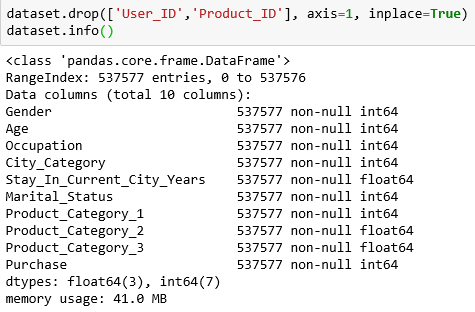 dataset.drop(['User_ID','Product_ID'], axis=1, inplace=True)
dataset.info()
<class 'pandas.core.frame.DataFrame'>
RangeIndex: 537577 entries, 0 to 537576
Data columns (total 10 columns):
Gender                        537577 non-null int64
Age                           537577 non-null int64
Occupation                    537577 non-null int64
City_Category                 537577 non-null int64
Stay_In_Current_City_Years    537577 non-null float64
Marital_Status                537577 non-null int64
Product_Category_1            537577 non-null int64
Product_Category_2            537577 non-null float64
Product_Category_3            537577 non-null float64
Purchase                      537577 non-null int64
dtypes: float64(3), int64(7)
memory usage: 41.0 MB